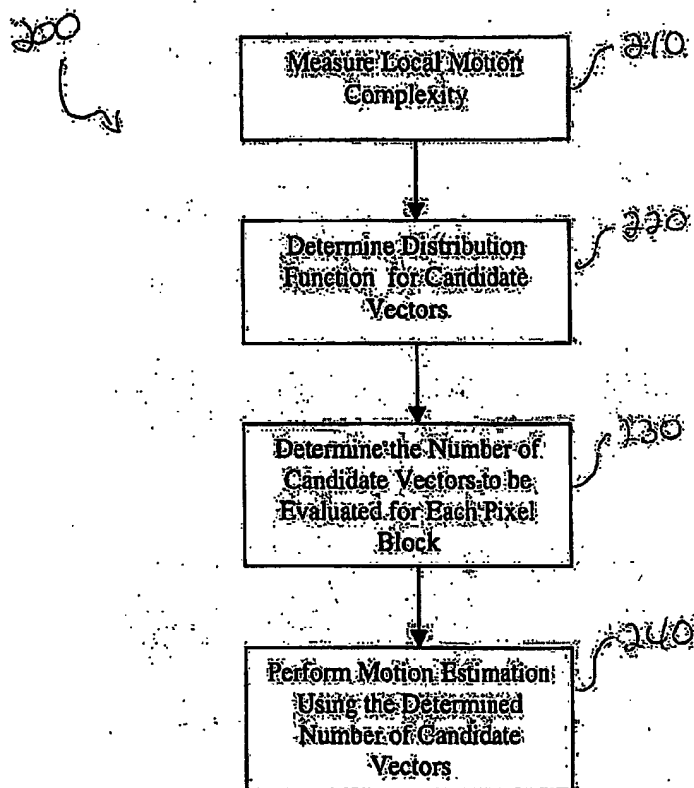 200
210
Measure Local Motion
Complexity
220
Determine Distribution
Function for Candidate
Vectors.
230
Determine the Number of
Candidate Vectors to be
Evaluated for Each Pixel
Block
240
Perform Motion Estimation
Using the Determined
Number of Candidate
Vectors